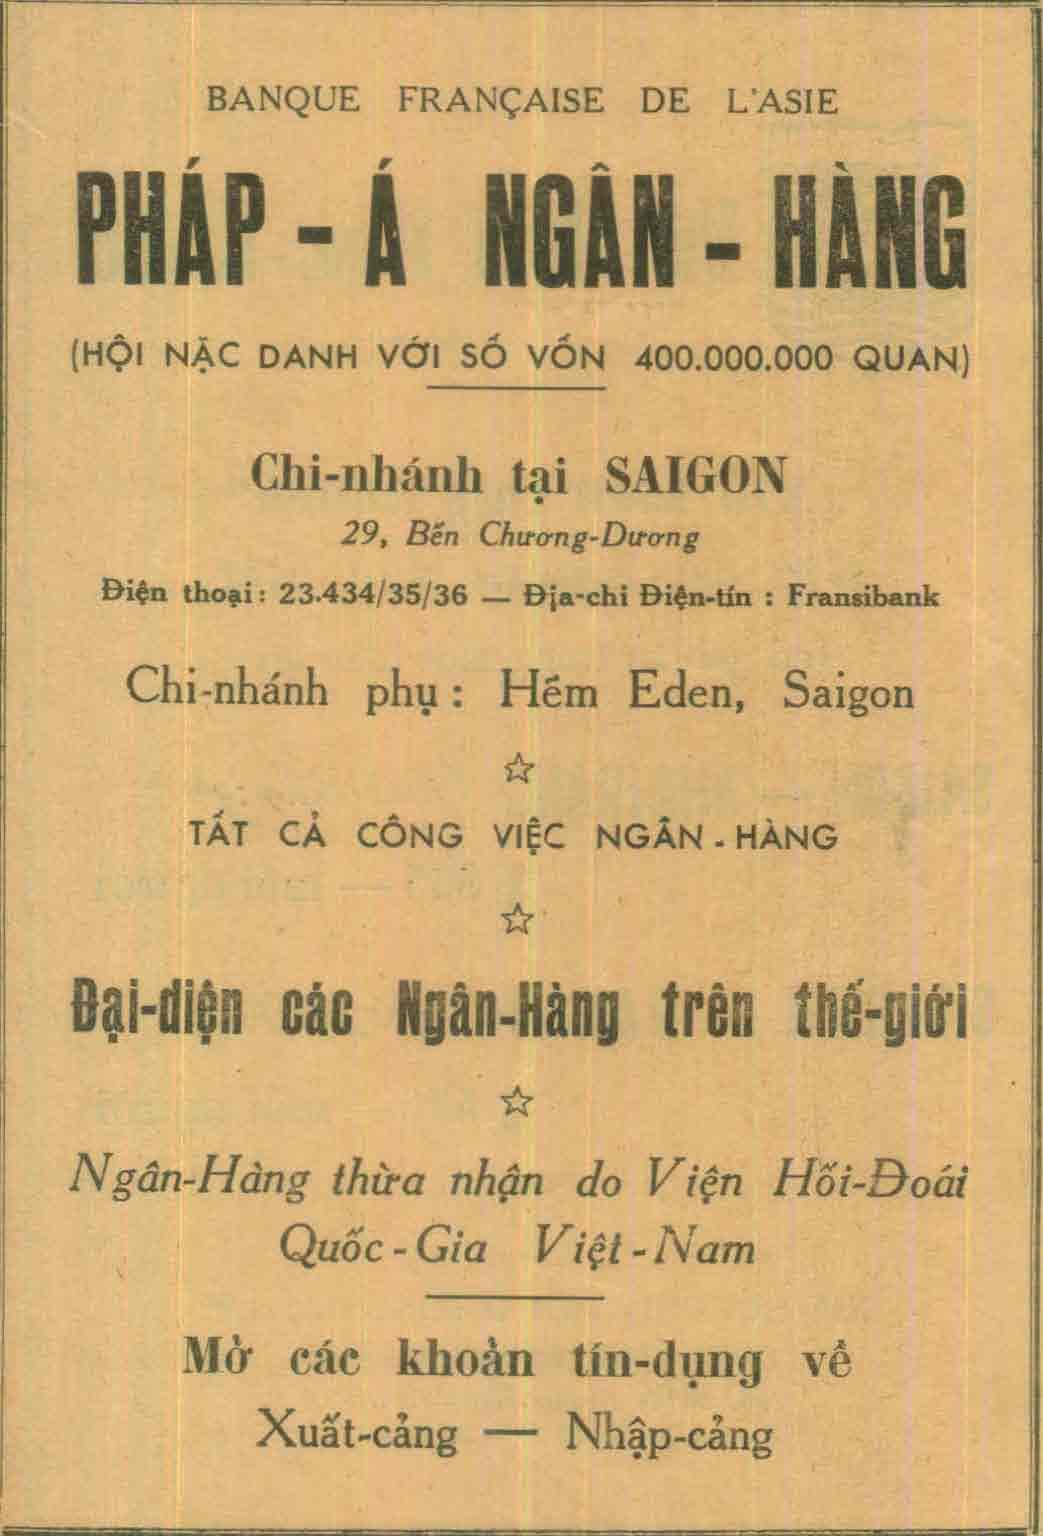 BANQUE FRANÇAISE DE L'ASIE
PHÁP - Á NGÂN - HÀNG
(HỘI NẶC DANH VỚI SỐ VỐN 400.000.000 QUAN)
Chi-nhánh tại SAIGON
29, Bến Chương-Dương
Điện thoại : 23.434/35/36 — Địa-chỉ Điện-tín : Fransibank
Chi-nhánh phụ : Hẻm Eden, Saigon
☆
TẤT CẢ CÔNG VIỆC NGÂN - HÀNG
☆
Đại-diện các Ngân-Hàng trên thế-giới
☆
Ngân-Hàng thừa nhận do Viện Hối-Đoái
Quốc - Gia Việt - Nam
Mở các khoản tín-dụng về
Xuất-cảng — Nhập-cảng